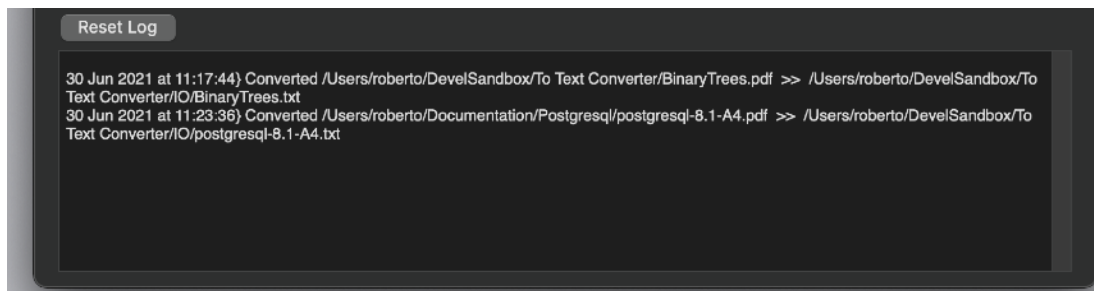 Reset Log
30 Jun 2021 at 11:17:44} Converted /Users/roberto/DevelSandbox/To Text Converter/BinaryTrees.pdf >> /Users/roberto/DevelSandbox/To
Text Converter/IO/BinaryTrees.txt
30 Jun 2021 at 11:23:36} Converted /Users/roberto/Documentation/Postgresql/postgresql-8.1-A4.pdf >> /Users/roberto/DevelSandbox/To
Text Converter/IO/postgresql-8.1-A4.txt